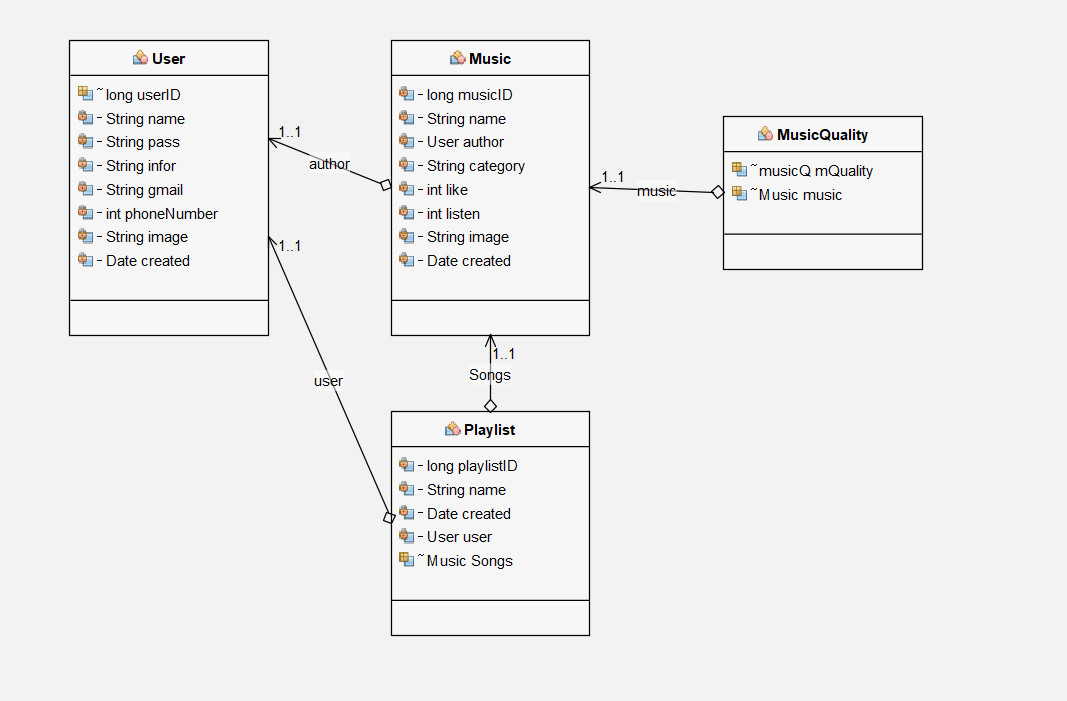 User
~ long userID
- String name
- String pass
- String infor
- String gmail
- int phoneNumber
- String image
- Date created
1..1
author
1..1
user
Music
- long musicID
- String name
- User author
- String category
- int like
- int listen
- String image
- Date created
1..1
music
MusicQuality
~ musicQ mQuality
~ Music music
1..1
Songs
Playlist
- long playlistID
- String name
- Date created
- User user
~ Music Songs